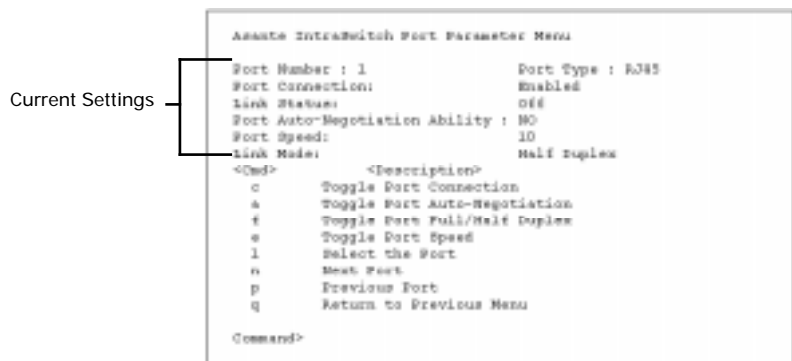 Asante IntraSwitch Port Parameter Menu
Port Number : 1 Port Type : RJ45
Port Connection: Enabled
Current Settings
Link Status: Off
Port Auto-Negotiation Ability : NO
Port Speed: 10
Link Mode: Half Duplex
<Cmd> <Description>
c Toggle Port Connection
a Toggle Port Auto-Negotiation
f Toggle Port Full/Half Duplex
e Toggle Port Speed
l Select the Port
n Next Port
p Previous Port
q Return to Previous Menu
Command>